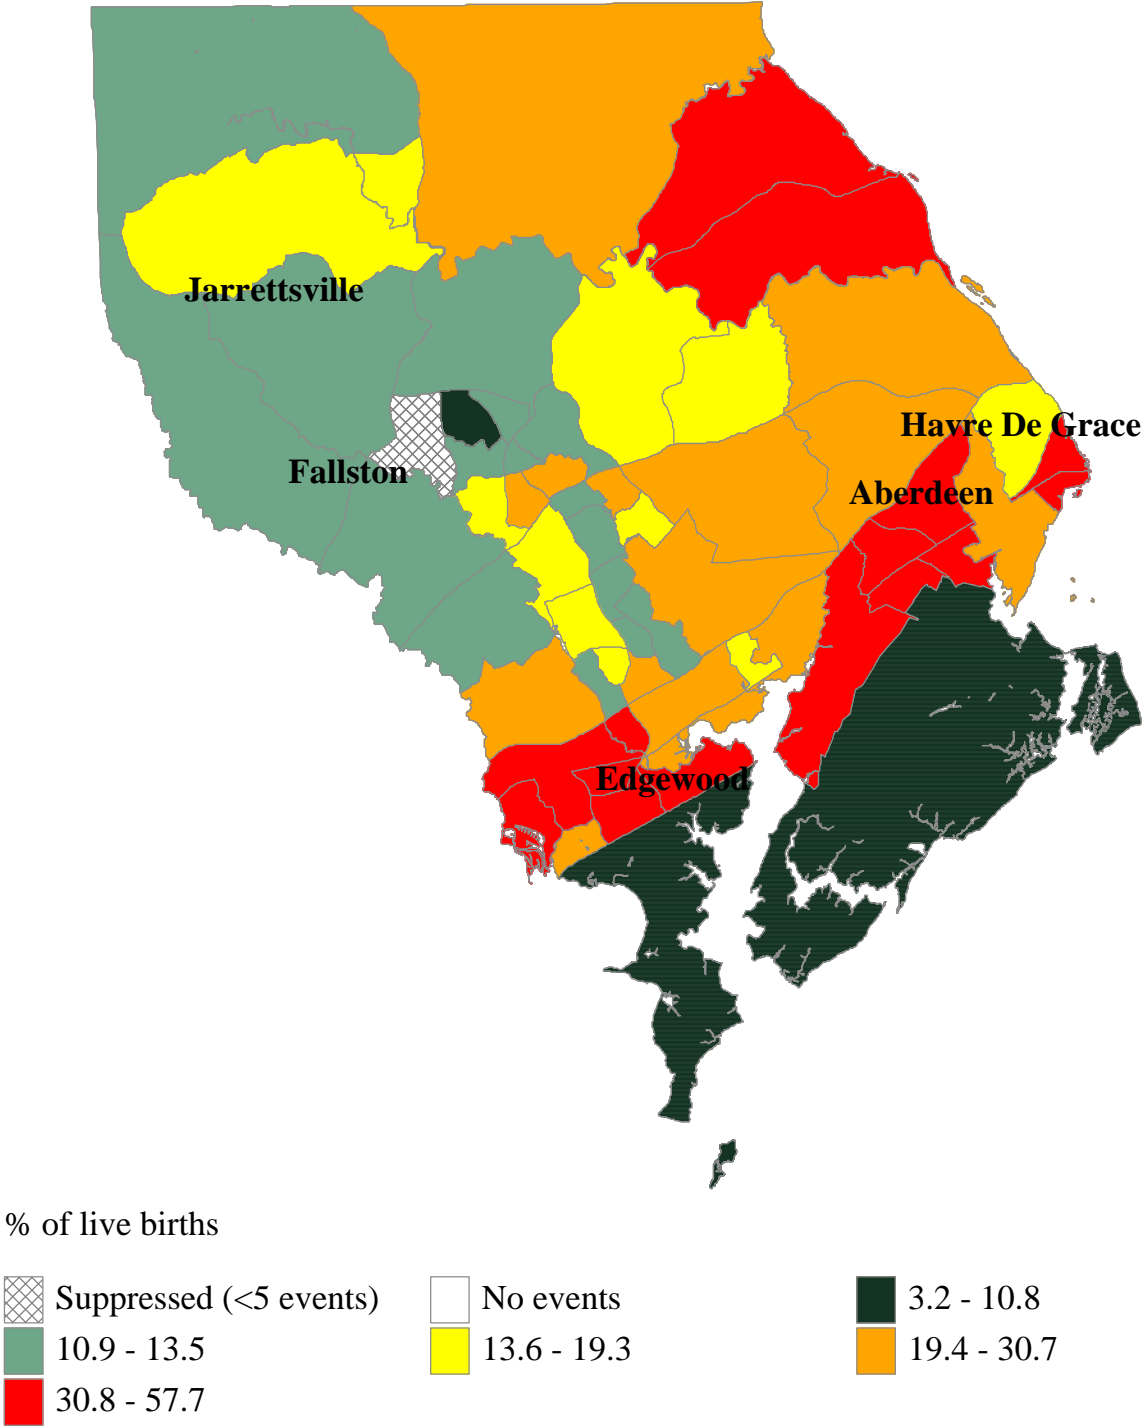 Jarrettsville
Havre De Grace
Fallston
Aberdeen
Edgewood
% of live births
Suppressed (<5 events)
No events
3.2 - 10.8
10.9 - 13.5
13.6 - 19.3
19.4 - 30.7
30.8 - 57.7